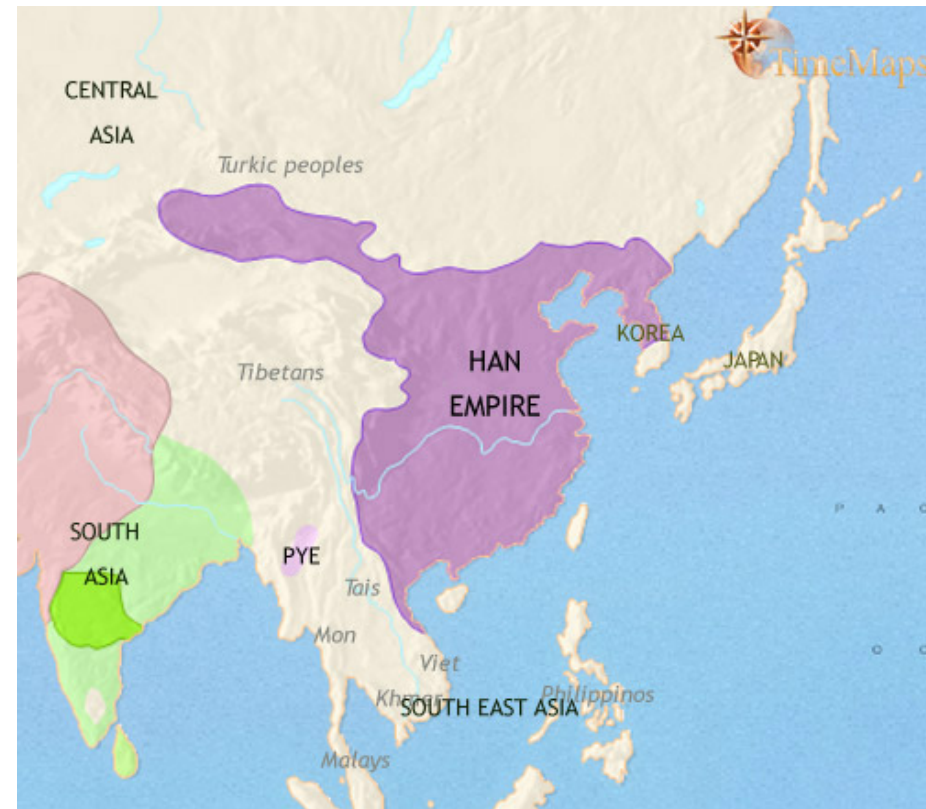 TimeMaps
CENTRAL
ASIA
Turkic peoples
KOREA
JAPAN
HAN
EMPIRE
Tibetans
P A C
SOUTH
ASIA
PYE
Tais
Mon
Viet
O C
Khmer
SOUTH EAST ASIA
Philippinos
Malays